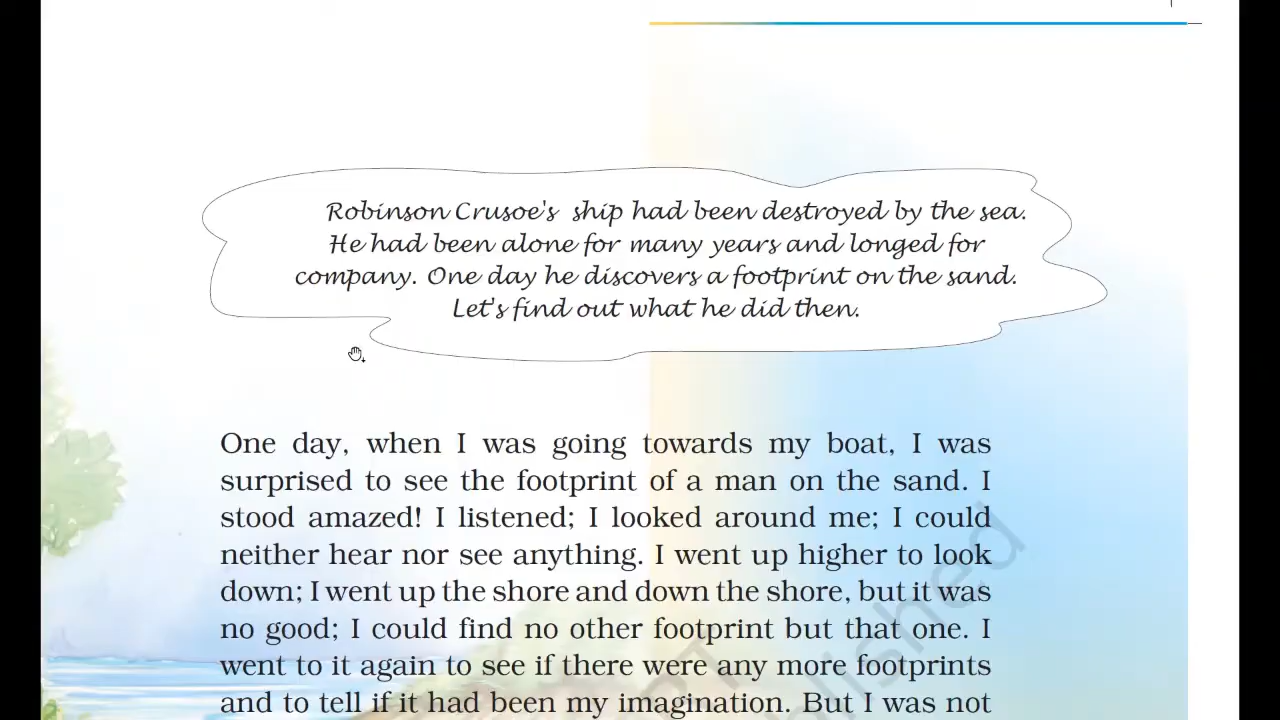 Robinson Crusoe's ship had been destroyed by the sea.
He had been alone for many years and longed for
company. One day he discovers a footprint on the sand.
Let's find out what he did then.
One day, when I was going towards my boat, I was
surprised to see the footprint of a man on the sand. I
stood amazed! I listened; I looked around me; I could
neither hear nor see anything. I went up higher to look
down; I went up the shore and down the shore, but it was
no good; I could find no other footprint but that one. I
went to it again to see if there were any more footprints
and to tell if it had been my imagination. But I was not